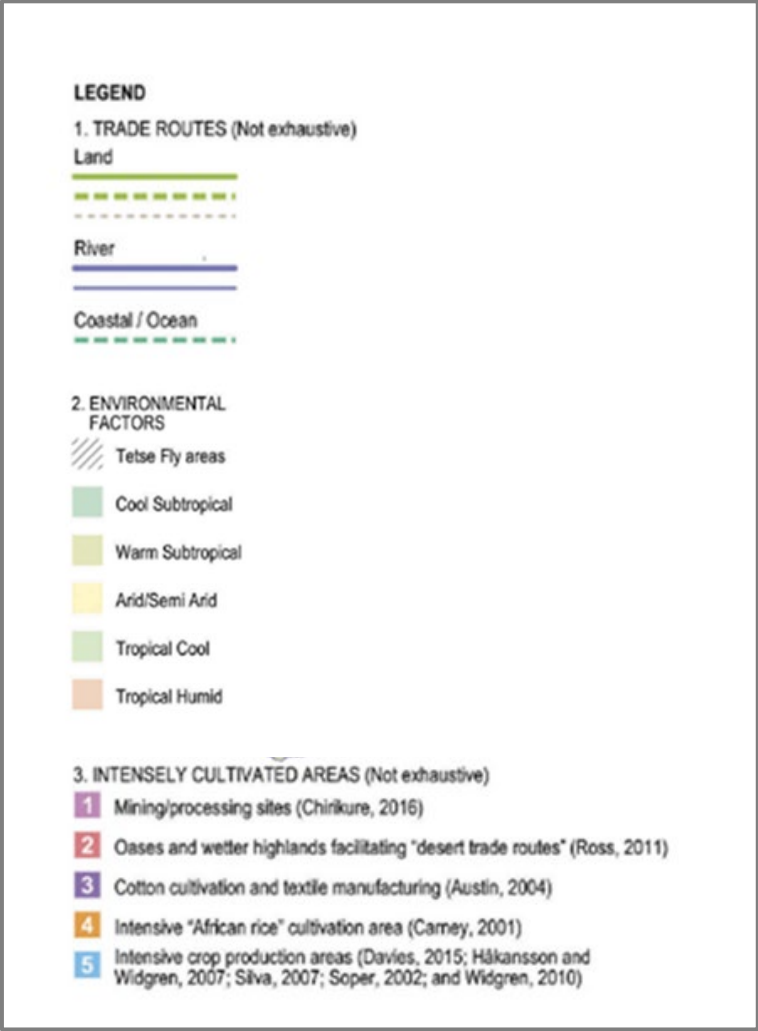 LEGEND
1. TRADE ROUTES (Not exhaustive)
Land
River
Coastal / Ocean
2. ENVIRONMENTAL
FACTORS
Tetse Fly areas
Cool Subtropical
Warm Subtropical
Arid/Semi Arid
Tropical Cool
Tropical Humid
3. INTENSELY CULTIVATED AREAS (Not exhaustive)
1 Mining/processing sites (Chirikure, 2016)
2 Oases and wetter highlands facilitating “desert trade routes” (Ross, 2011)
3 Cotton cultivation and textile manufacturing (Austin, 2004)
4 Intensive “African rice” cultivation area (Carney, 2001)
5 Intensive crop production areas (Davies, 2015; Håkansson and
Widgren, 2007; Silva, 2007; Soper, 2002; and Widgren, 2010)